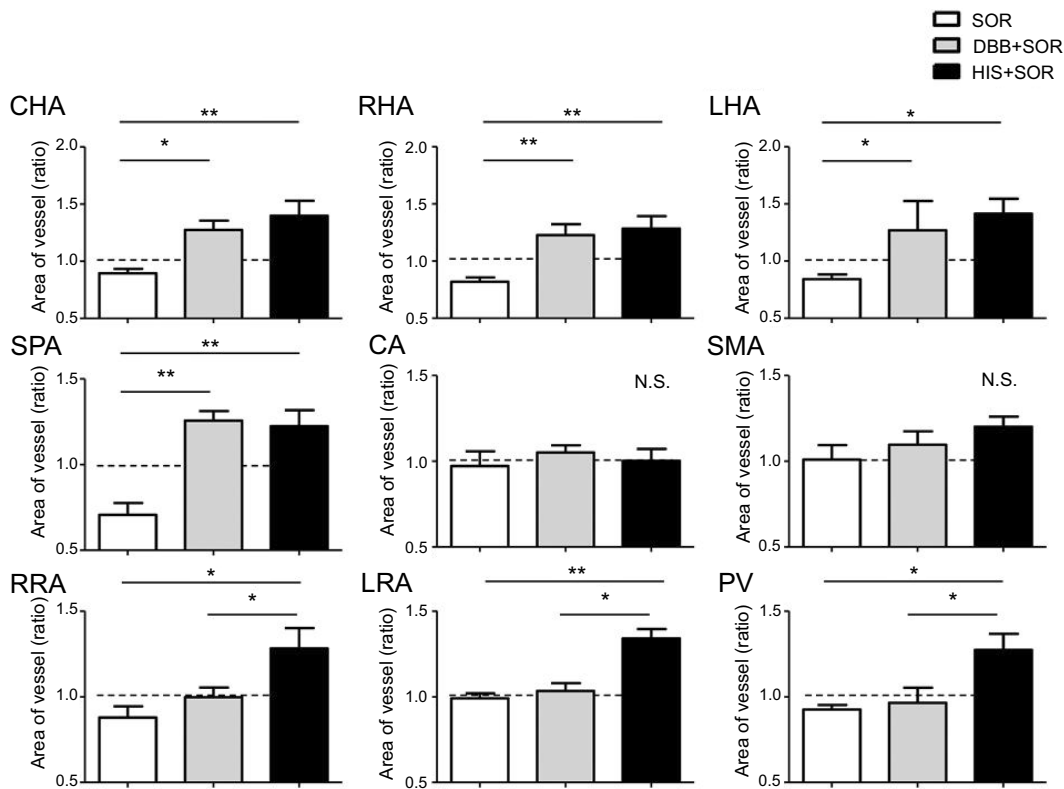 SOR
DBB+SOR
HIS+SOR
CHA
**
*
Area of vessel (ratio)
2.0
1.5
1.0
0.5
RHA
**
**
Area of vessel (ratio)
2.0
1.5
1.0
0.5
LHA
*
*
Area of vessel (ratio)
2.0
1.5
1.0
0.5
SPA
**
**
Area of vessel (ratio)
1.5
1.0
0.5
CA
N.S.
Area of vessel (ratio)
1.5
1.0
0.5
SMA
N.S.
Area of vessel (ratio)
1.5
1.0
0.5
RRA
*
*
Area of vessel (ratio)
1.5
1.0
0.5
LRA
**
*
Area of vessel (ratio)
1.5
1.0
0.5
PV
*
*
Area of vessel (ratio)
1.5
1.0
0.5